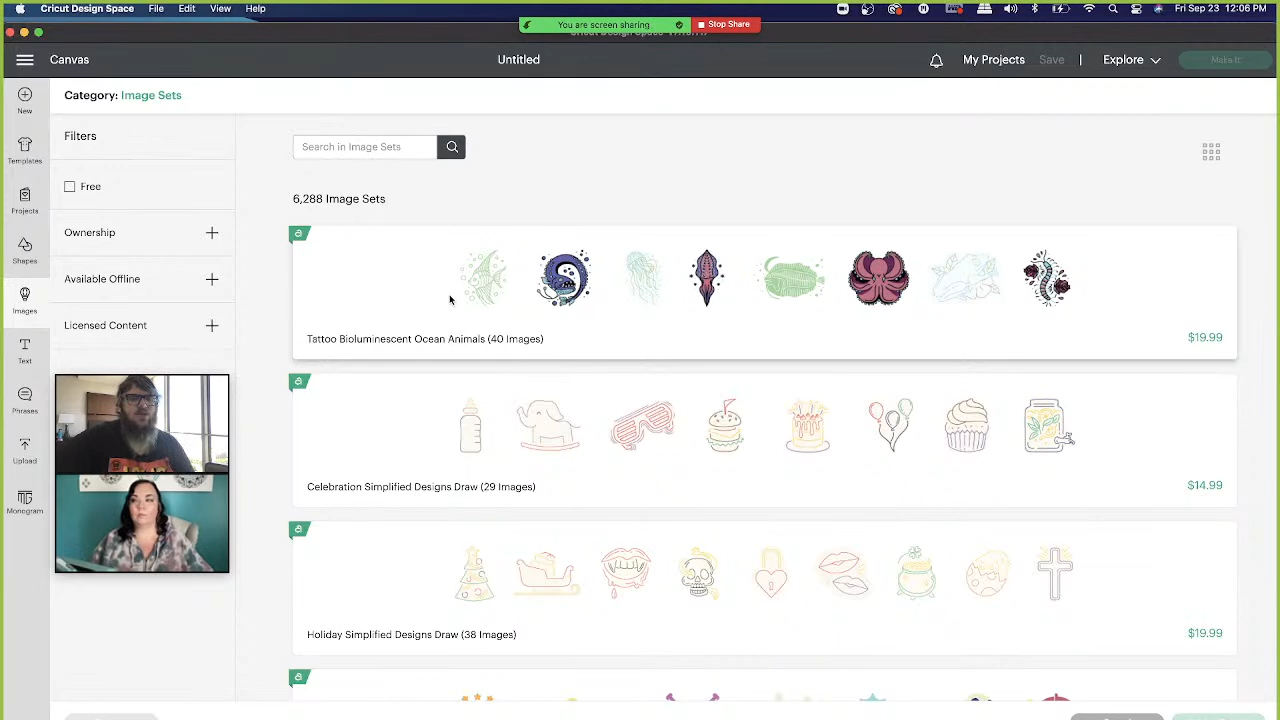 Cricut Design Space File Edit View Help
Fri Sep 23 12:06 PM
You are screen sharing
Stop Share
Canvas
Untitled
My Projects
Save
Explore
Make It
New
Templates
Projects
Shapes
Images
Text
Phrases
Upload
Monogram
Category: Image Sets
Filters
Free
Ownership
Available Offline
Licensed Content
Search in Image Sets
6,288 Image Sets
Tattoo Bioluminescent Ocean Animals (40 Images)
$19.99
Celebration Simplified Designs Draw (29 Images)
$14.99
Holiday Simplified Designs Draw (38 Images)
$19.99